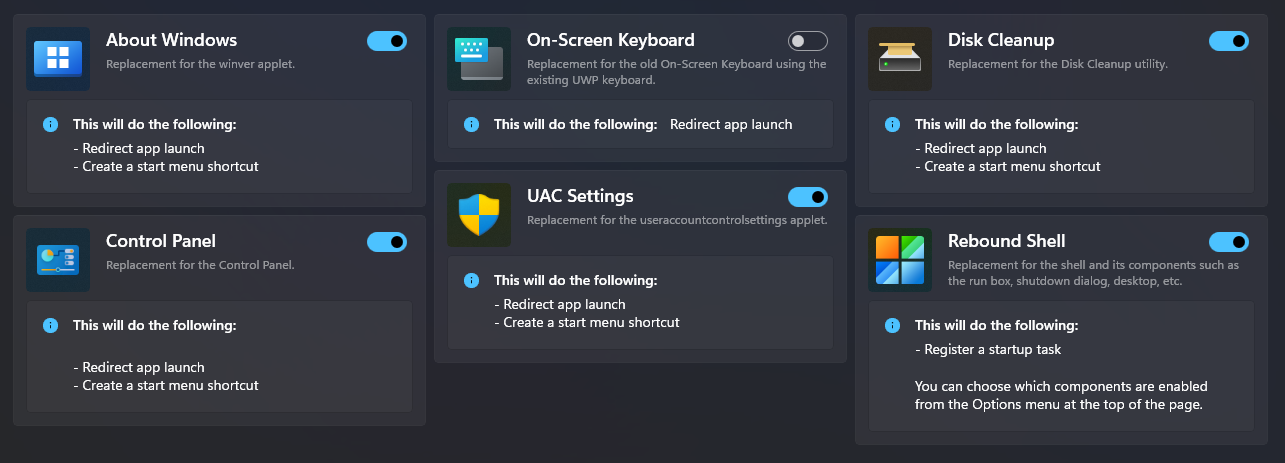 About Windows
Replacement for the winver applet.
This will do the following:
- Redirect app launch
- Create a start menu shortcut
Control Panel
Replacement for the Control Panel.
This will do the following:
- Redirect app launch
- Create a start menu shortcut
On-Screen Keyboard
Replacement for the old On-Screen Keyboard using the
existing UWP keyboard.
This will do the following: Redirect app launch
UAC Settings
Replacement for the useraccountcontrolsettings applet.
This will do the following:
- Redirect app launch
- Create a start menu shortcut
Disk Cleanup
Replacement for the Disk Cleanup utility.
This will do the following:
- Redirect app launch
- Create a start menu shortcut
Rebound Shell
Replacement for the shell and its components such as
the run box, shutdown dialog, desktop, etc.
This will do the following:
- Register a startup task
You can choose which components are enabled
from the Options menu at the top of the page.